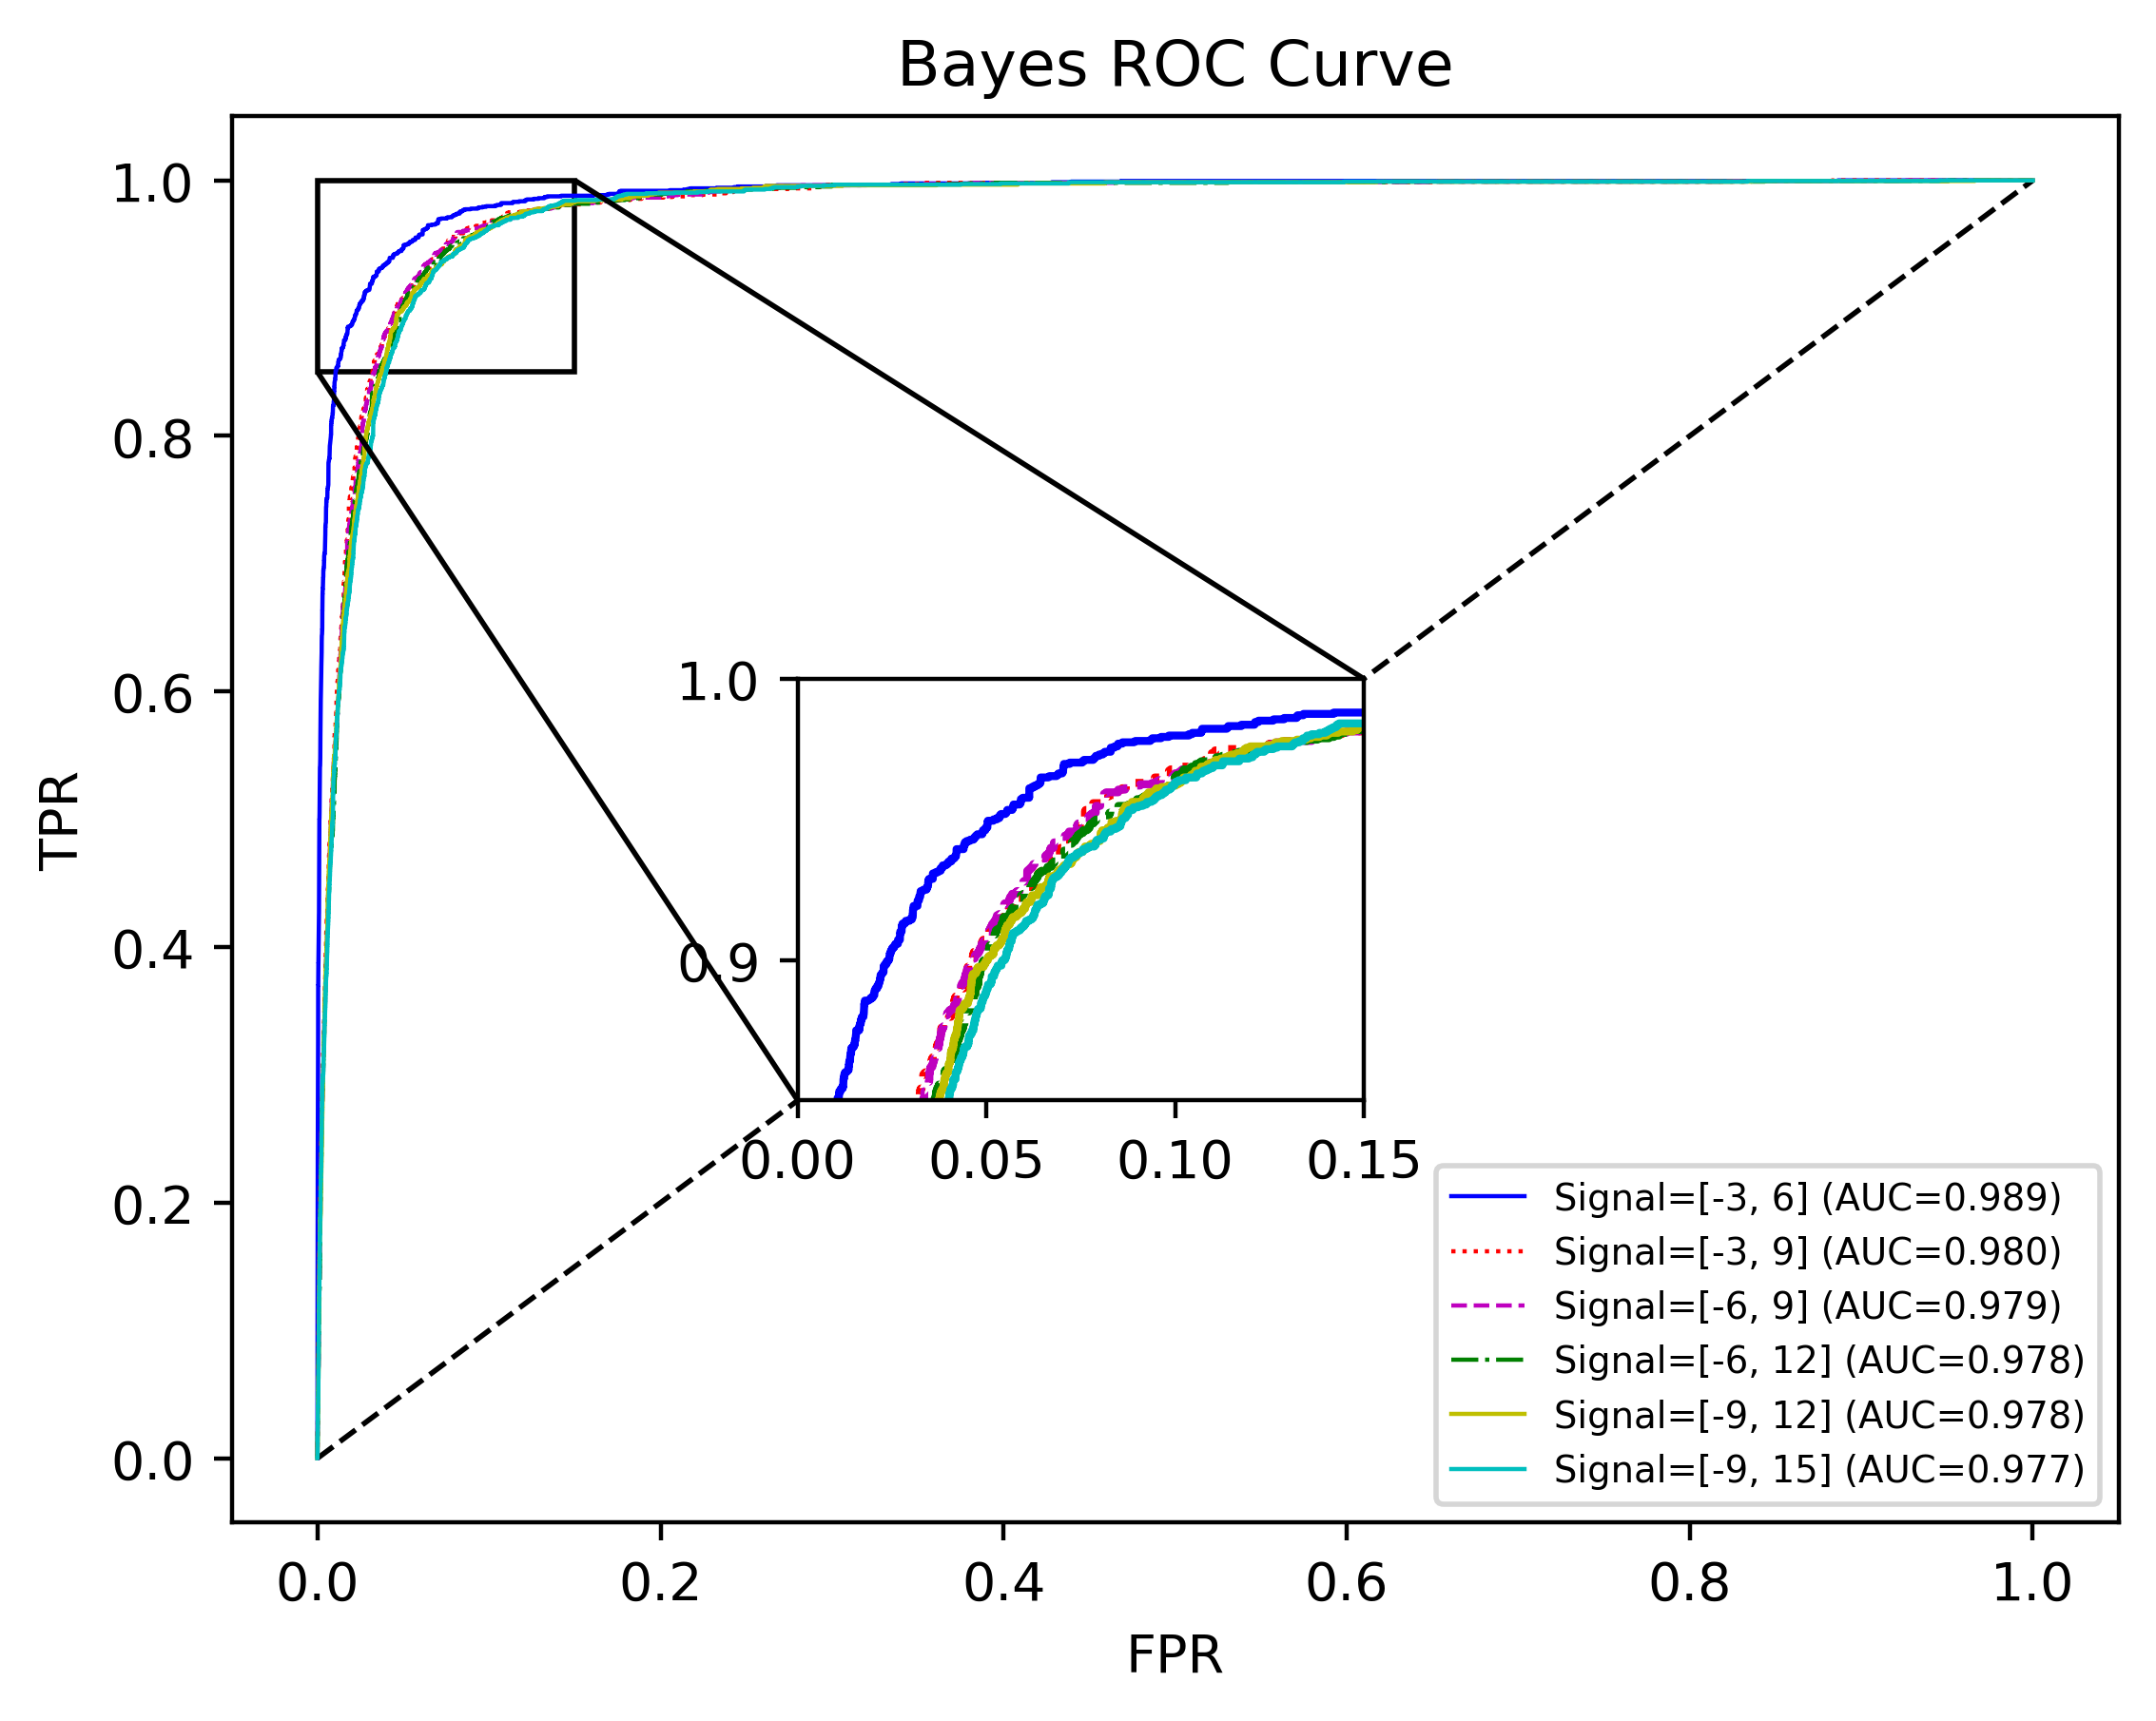 Bayes ROC Curve
1.0
0.8
0.6
0.4
0.2
0.0
TPR
1.0
0.9
0.00 0.05 0.10 0.15
Signal=[-3, 6] (AUC=0.989)
Signal=[-3, 9] (AUC=0.980)
Signal=[-6, 9] (AUC=0.979)
Signal=[-6, 12] (AUC=0.978)
Signal=[-9, 12] (AUC=0.978)
Signal=[-9, 15] (AUC=0.977)
0.0 0.2 0.4 0.6 0.8 1.0
FPR